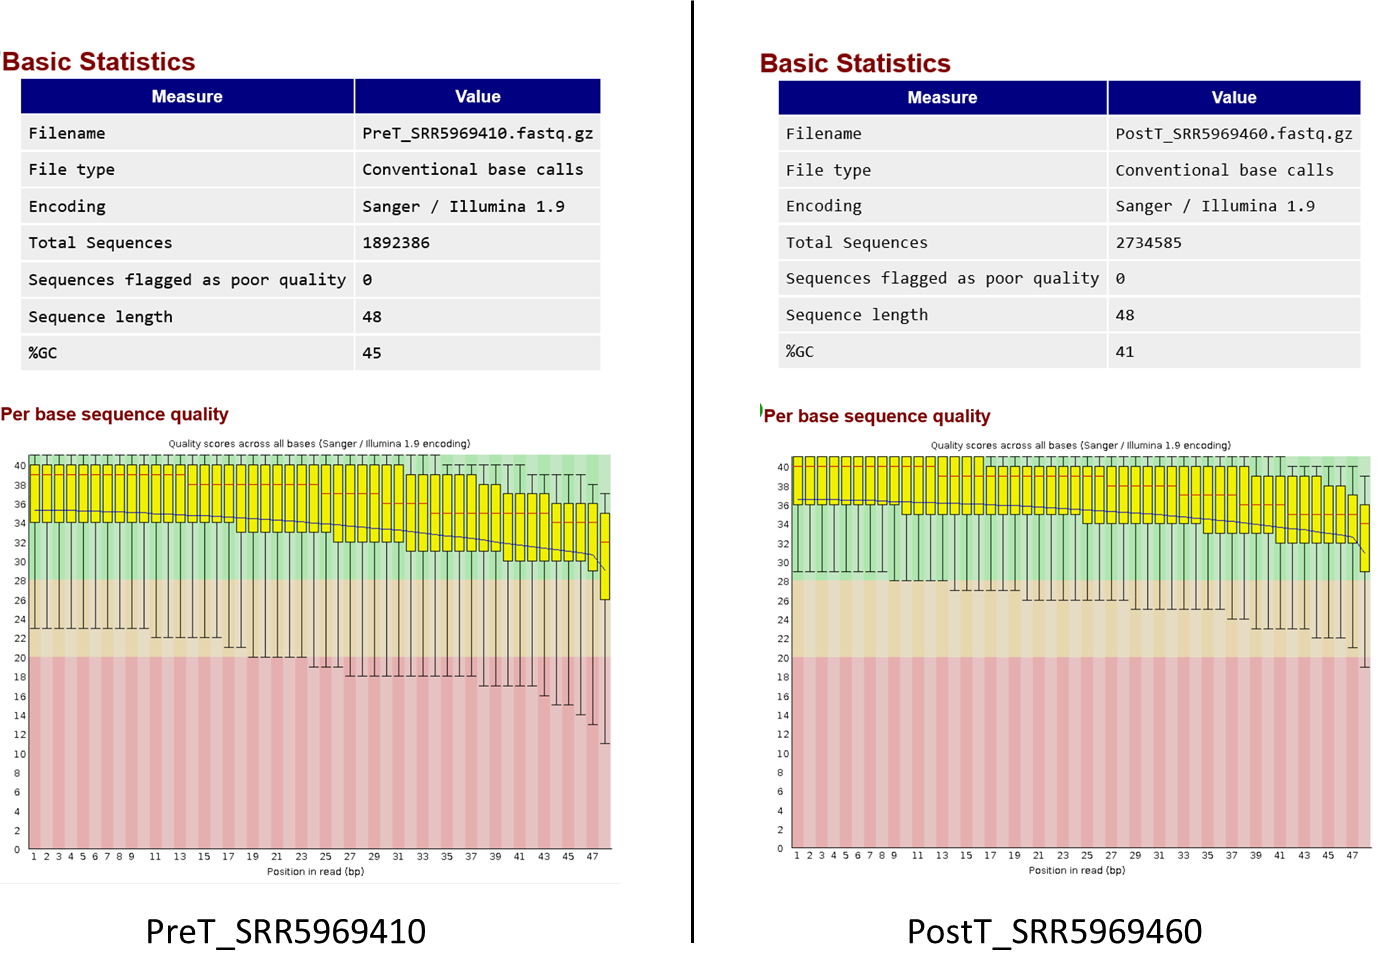 Basic Statistics
Measure Value
Filename PreT_SRR5969410.fastq.gz
File type Conventional base calls
Encoding Sanger / Illumina 1.9
Total Sequences 1892386
Sequences flagged as poor quality 0
Sequence length 48
%GC 45
Per base sequence quality
Quality scores across all bases (Sanger / Illumina 1.9 encoding)
40
38
36
34
32
30
28
26
24
22
20
18
16
14
12
10
8
6
4
2
0
1 2 3 4 5 6 7 8 9 11 13 15 17 19 21 23 25 27 29 31 33 35 37 39 41 43 45 47
Position in read (bp)
PreT_SRR5969410
Basic Statistics
Measure Value
Filename PostT_SRR5969460.fastq.gz
File type Conventional base calls
Encoding Sanger / Illumina 1.9
Total Sequences 2734585
Sequences flagged as poor quality 0
Sequence length 48
%GC 41
Per base sequence quality
Quality scores across all bases (Sanger / Illumina 1.9 encoding)
40
38
36
34
32
30
28
26
24
22
20
18
16
14
12
10
8
6
4
2
0
1 2 3 4 5 6 7 8 9 11 13 15 17 19 21 23 25 27 29 31 33 35 37 39 41 43 45 47
Position in read (bp)
PostT_SRR5969460